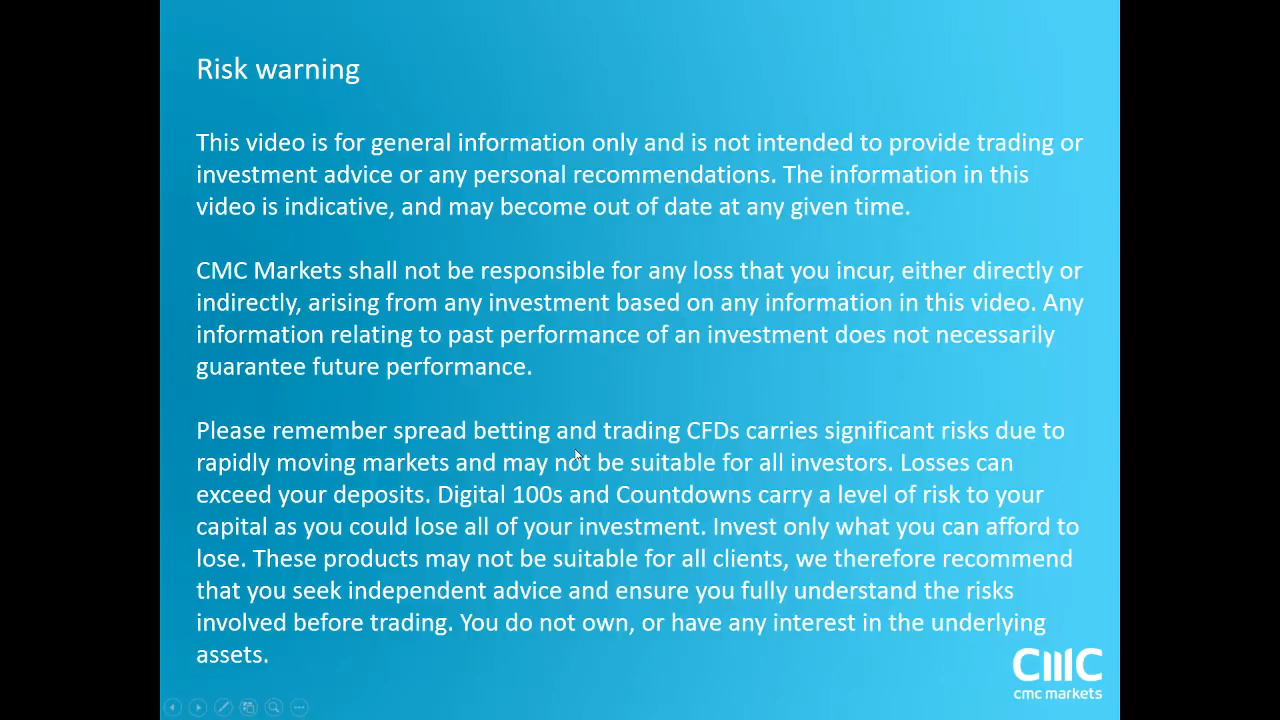 Risk warning
This video is for general information only and is not intended to provide trading or
investment advice or any personal recommendations. The information in this
video is indicative, and may become out of date at any given time.
CMC Markets shall not be responsible for any loss that you incur, either directly or
indirectly, arising from any investment based on any information in this video. Any
information relating to past performance of an investment does not necessarily
guarantee future performance.
Please remember spread betting and trading CFDs carries significant risks due to
rapidly moving markets and may not be suitable for all investors. Losses can
exceed your deposits. Digital 100s and Countdowns carry a level of risk to your
capital as you could lose all of your investment. Invest only what you can afford to
lose. These products may not be suitable for all clients, we therefore recommend
that you seek independent advice and ensure you fully understand the risks
involved before trading. You do not own, or have any interest in the underlying
assets.
CMC
cmc markets